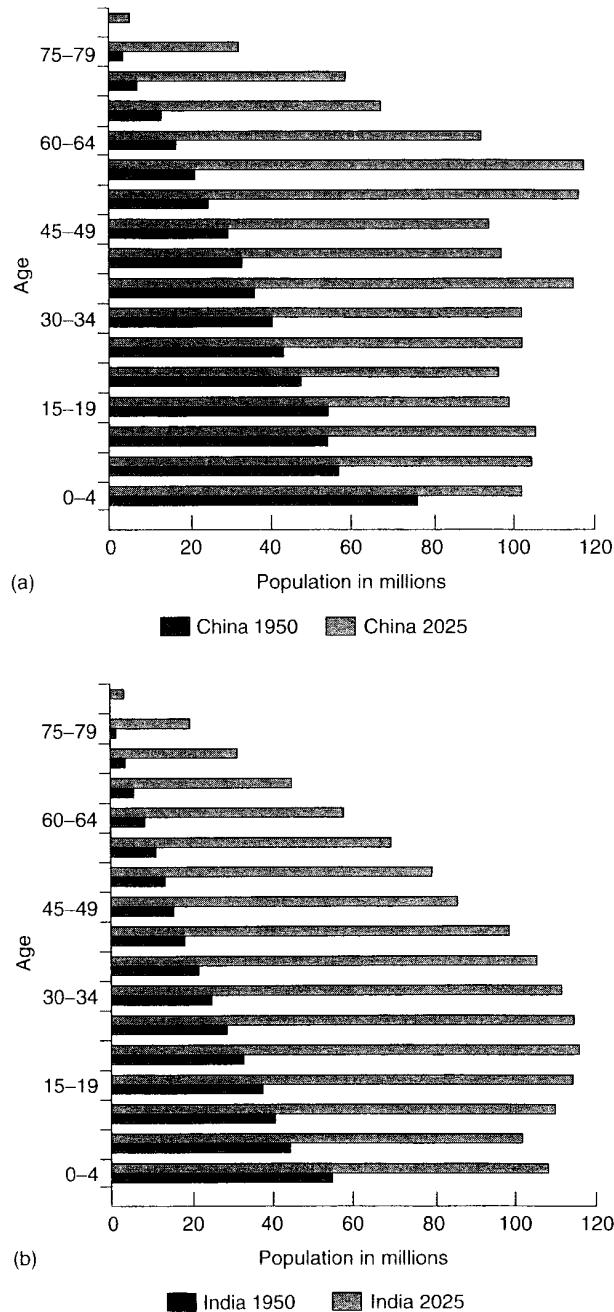 75–79
60–64
45–49
30–34
15–19
0–4
Age
0 20 40 60 80 100 120
Population in millions
(a)
China 1950 China 2025
75–79
60–64
45–49
30–34
15–19
0–4
Age
0 20 40 60 80 100 120
Population in millions
(b)
India 1950 India 2025